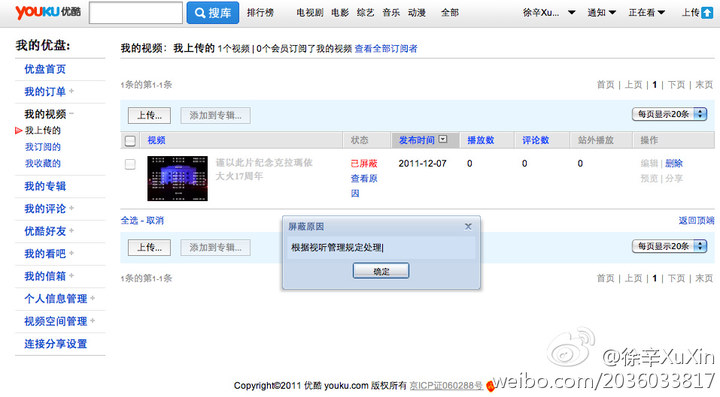 YOUKU 优酷
搜库
排行榜 电视剧 电影 综艺 音乐 动漫 全部
徐辛Xu... 通知 正在看 上传
我的优盘:
优盘首页
我的订单 +
我的视频 -
我上传的
我订阅的
我收藏的
我的专辑
我的评论 +
优酷好友 +
我的看吧 +
我的信箱 +
个人信息管理 +
视频空间管理 +
连接分享设置
我的视频：我上传的 1个视频 | 0个会员订阅了我的视频 查看全部订阅者
1条的第1-1条
首页 | 上页 | 1 | 下页 | 末页
上传... 添加到专辑...
每页显示20条
视频 状态 发布时间 播放数 评论数 站外播放 操作
谨以此片纪念克拉玛依
大火17周年
已屏蔽
查看原
因
2011-12-07 0 0 0
编辑 | 删除
预览 | 分享
全选 - 取消
返回顶端
上传... 添加到专辑...
每页显示20条
1条的第1-1条
首页 | 上页 | 1 | 下页 | 末页
屏蔽原因
根据视听管理规定处理
确定
Copyright©2011 优酷 youku.com 版权所有 京ICP证060288号
@徐辛XuXin
weibo.com/2036033817